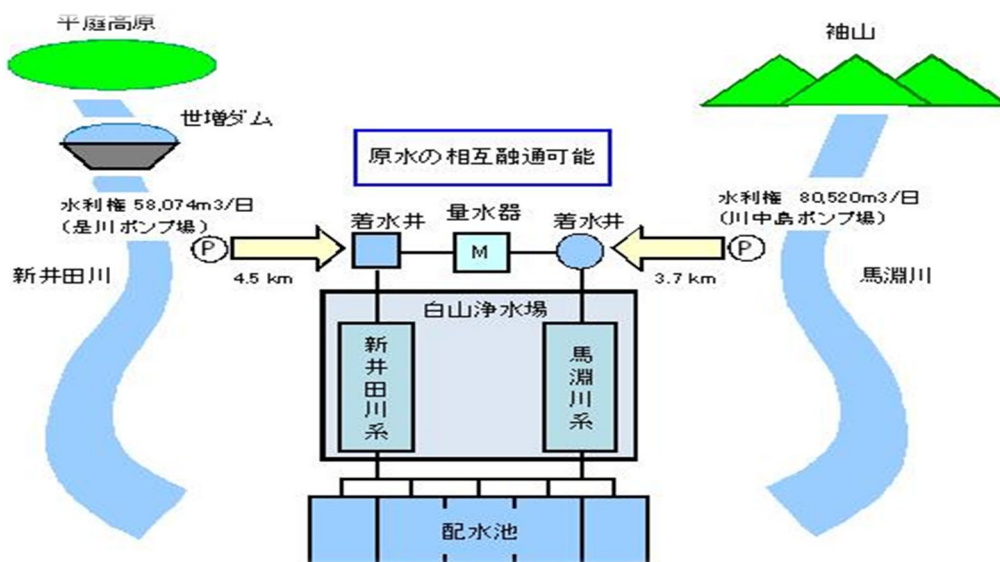 平庭高原
袖山
世増ダム
原水の相互融通可能
水利権 58,074m3/日
(是川ポンプ場)
水利権 80,520m3/日
(川中島ポンプ場)
着水井
量水器
着水井
P
M
P
新井田川
4.5 km
3.7 km
馬淵川
白山浄水場
新井田川系
馬淵川系
配水池